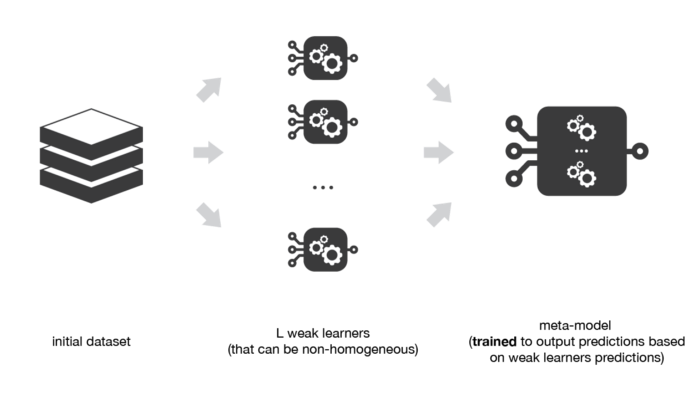 ...
...
initial dataset
L weak learners
(that can be non-homogeneous)
meta-model
(trained to output predictions based
on weak learners predictions)